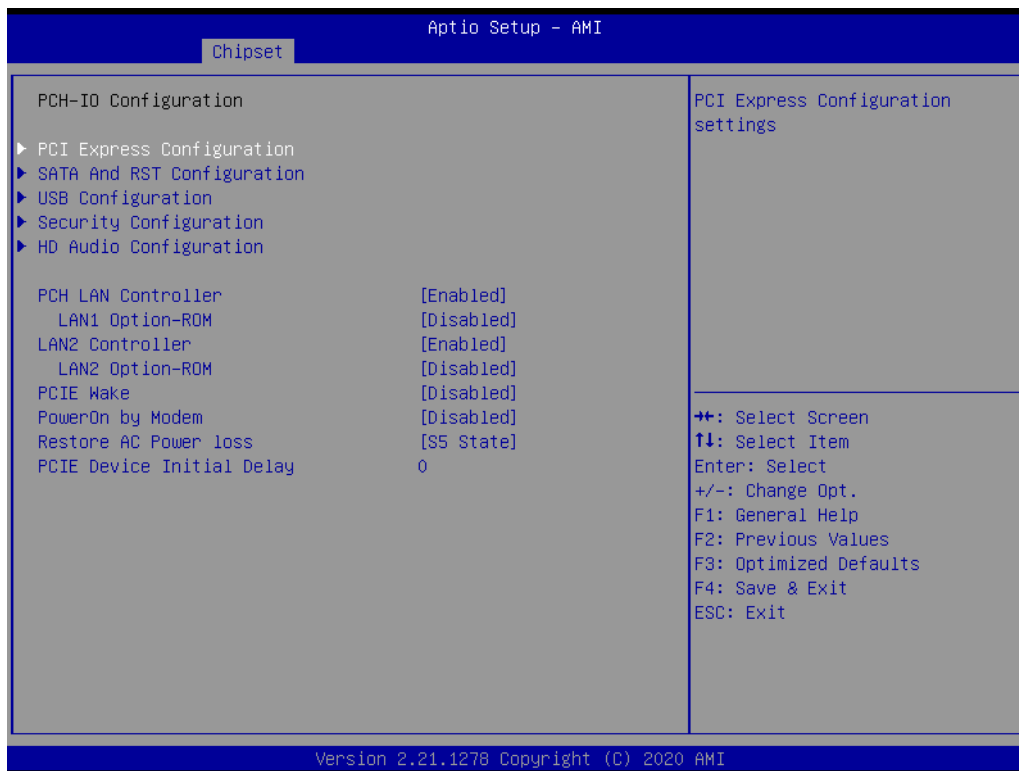 Aptio Setup – AMI
Chipset
PCH-IO Configuration
PCI Express Configuration
SATA And RST Configuration
USB Configuration
Security Configuration
HD Audio Configuration
PCH LAN Controller [Enabled]
LAN1 Option-ROM [Disabled]
LAN2 Controller [Enabled]
LAN2 Option-ROM [Disabled]
PCIE Wake [Disabled]
PowerOn by Modem [Disabled]
Restore AC Power loss [S5 State]
PCIE Device Initial Delay 0
PCI Express Configuration
settings
→←: Select Screen
↑↓: Select Item
Enter: Select
+/-: Change Opt.
F1: General Help
F2: Previous Values
F3: Optimized Defaults
F4: Save & Exit
ESC: Exit
Version 2.21.1278 Copyright (C) 2020 AMI